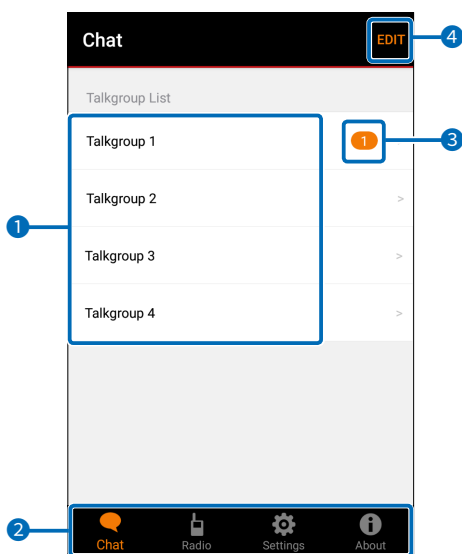 Chat EDIT 4
Talkgroup List
Talkgroup 1 1 3
Talkgroup 2 >
1
Talkgroup 3 >
Talkgroup 4 >
2
Chat Radio Settings About